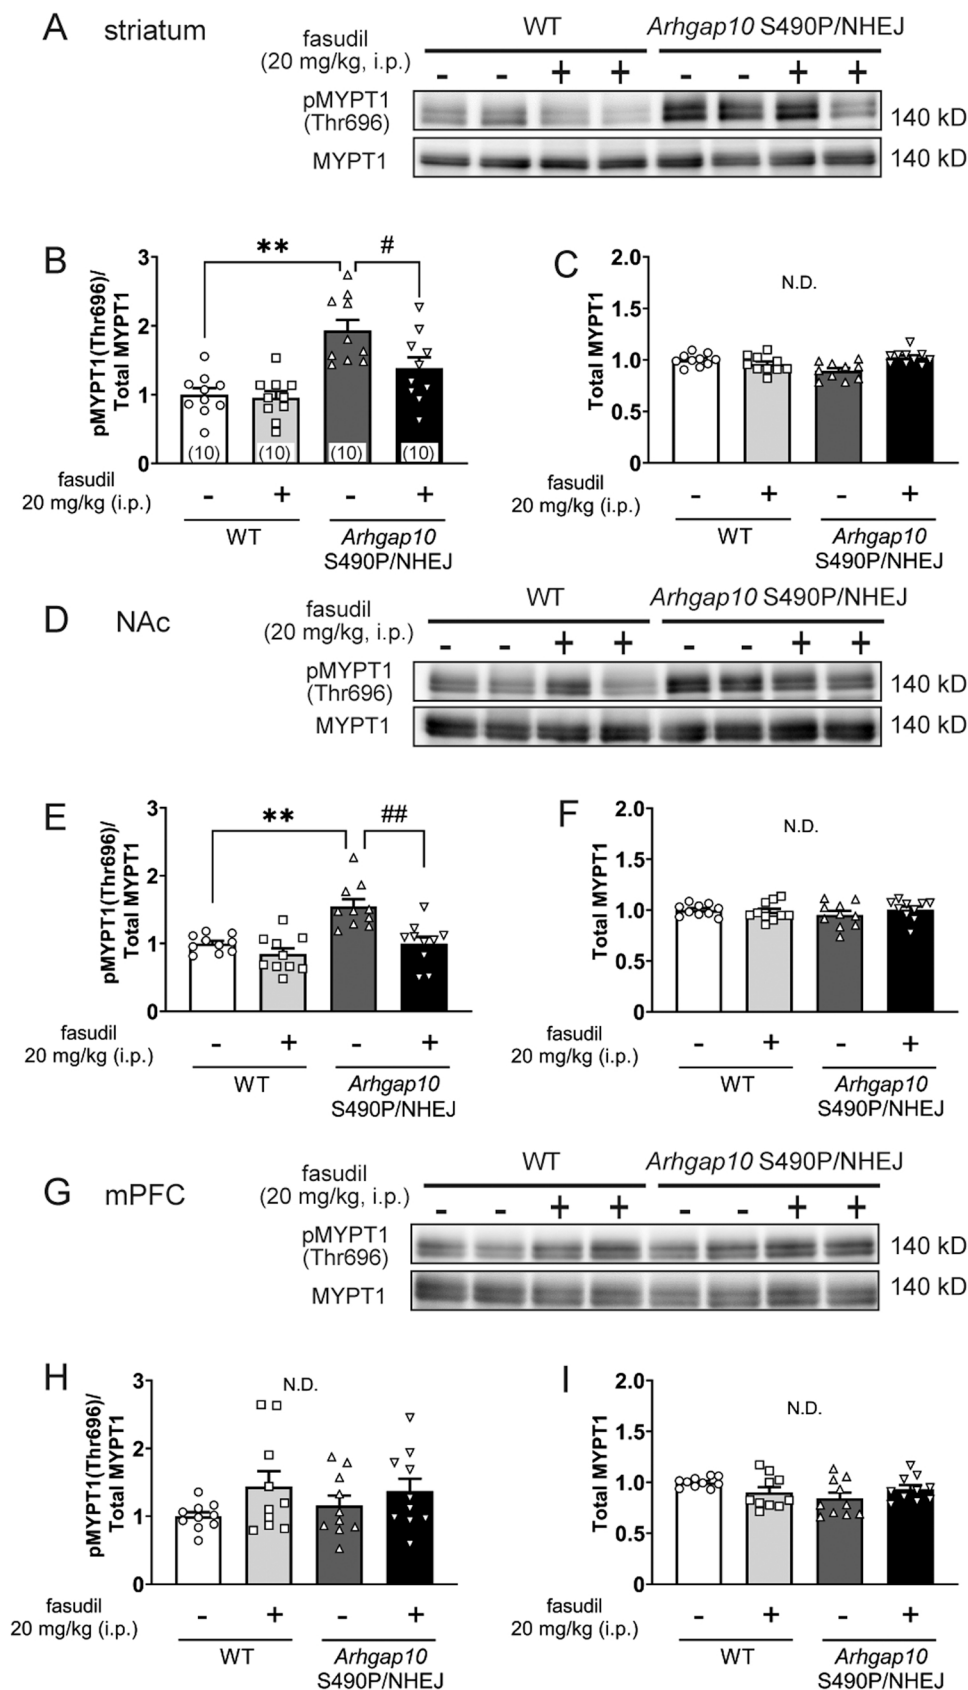 A striatum
fasudil
(20 mg/kg, i.p.)
WT
Arhgap10 S490P/NHEJ
- - + + - - + +
pMYPT1
(Thr696)
140 kD
MYPT1
140 kD
B
pMYPT1(Thr696)/
Total MYPT1
3
2
1
0
** #
(10) (10) (10) (10)
fasudil
20 mg/kg (i.p.)
- + - +
WT
Arhgap10
S490P/NHEJ
C
Total MYPT1
2.0
1.5
1.0
0.5
0
N.D.
fasudil
20 mg/kg (i.p.)
- + - +
WT
Arhgap10
S490P/NHEJ
D NAc
fasudil
(20 mg/kg, i.p.)
WT
Arhgap10 S490P/NHEJ
- - + + - - + +
pMYPT1
(Thr696)
140 kD
MYPT1
140 kD
E
pMYPT1(Thr696)/
Total MYPT1
3
2
1
0
** ##
fasudil
20 mg/kg (i.p.)
- + - +
WT
Arhgap10
S490P/NHEJ
F
Total MYPT1
2.0
1.5
1.0
0.5
0
N.D.
fasudil
20 mg/kg (i.p.)
- + - +
WT
Arhgap10
S490P/NHEJ
G mPFC
fasudil
(20 mg/kg, i.p.)
WT
Arhgap10 S490P/NHEJ
- - + + - - + +
pMYPT1
(Thr696)
140 kD
MYPT1
140 kD
H
pMYPT1(Thr696)/
Total MYPT1
3
2
1
0
N.D.
fasudil
20 mg/kg (i.p.)
- + - +
WT
Arhgap10
S490P/NHEJ
I
Total MYPT1
2.0
1.5
1.0
0.5
0
N.D.
fasudil
20 mg/kg (i.p.)
- + - +
WT
Arhgap10
S490P/NHEJ